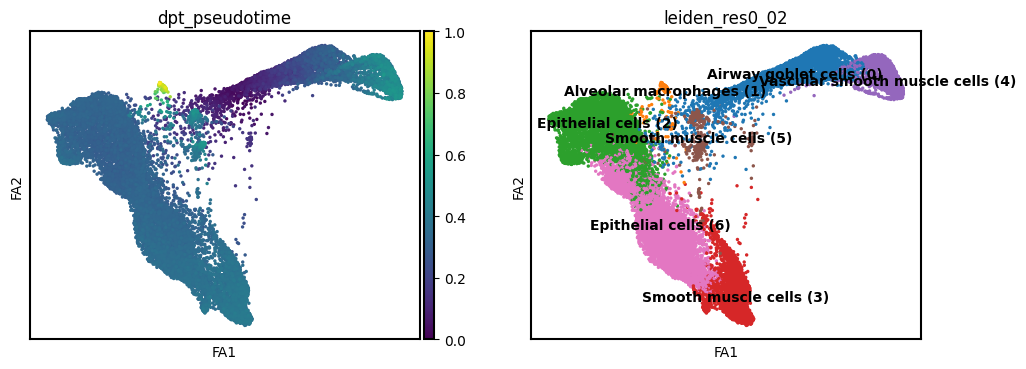 dpt_pseudotime
FA2
FA1
1.0
0.8
0.6
0.4
0.2
0.0
leiden_res0_02
FA2
FA1
Airway goblet cells (0)
Vascular smooth muscle cells (4)
Alveolar macrophages (1)
Epithelial cells (2)
Smooth muscle cells (5)
Epithelial cells (6)
Smooth muscle cells (3)